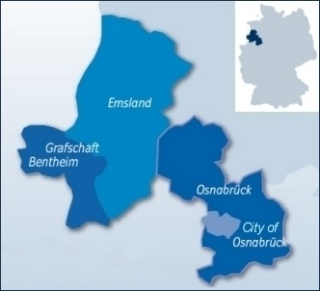 Emsland
Grafschaft
Bentheim
Osnabrück
City of
Osnabrück